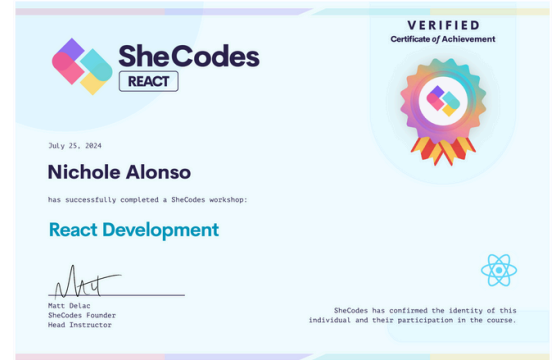 SheCodes
REACT
VERIFIED
Certificate of Achievement
July 25, 2024
Nichole Alonso
has successfully completed a SheCodes workshop:
React Development
Matt Delac
SheCodes Founder
Head Instructor
SheCodes has confirmed the identity of this
individual and their participation in the course.